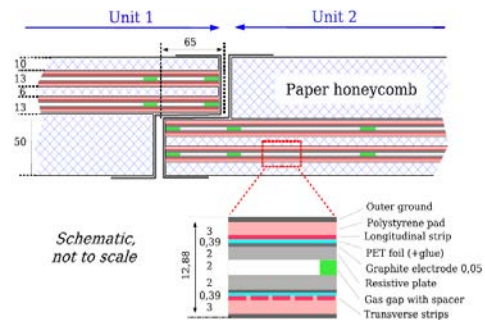 Unit 1
Unit 2
65
10
13
6
13
50
Paper honeycomb
Schematic,
not to scale
12,88
3
0,39
2
2
2
0,39
3
Outer ground
Polystyrene pad
Longitudinal strip
PET foil (+glue)
Graphite electrode 0,05
Resistive plate
Gas gap with spacer
Transverse strips